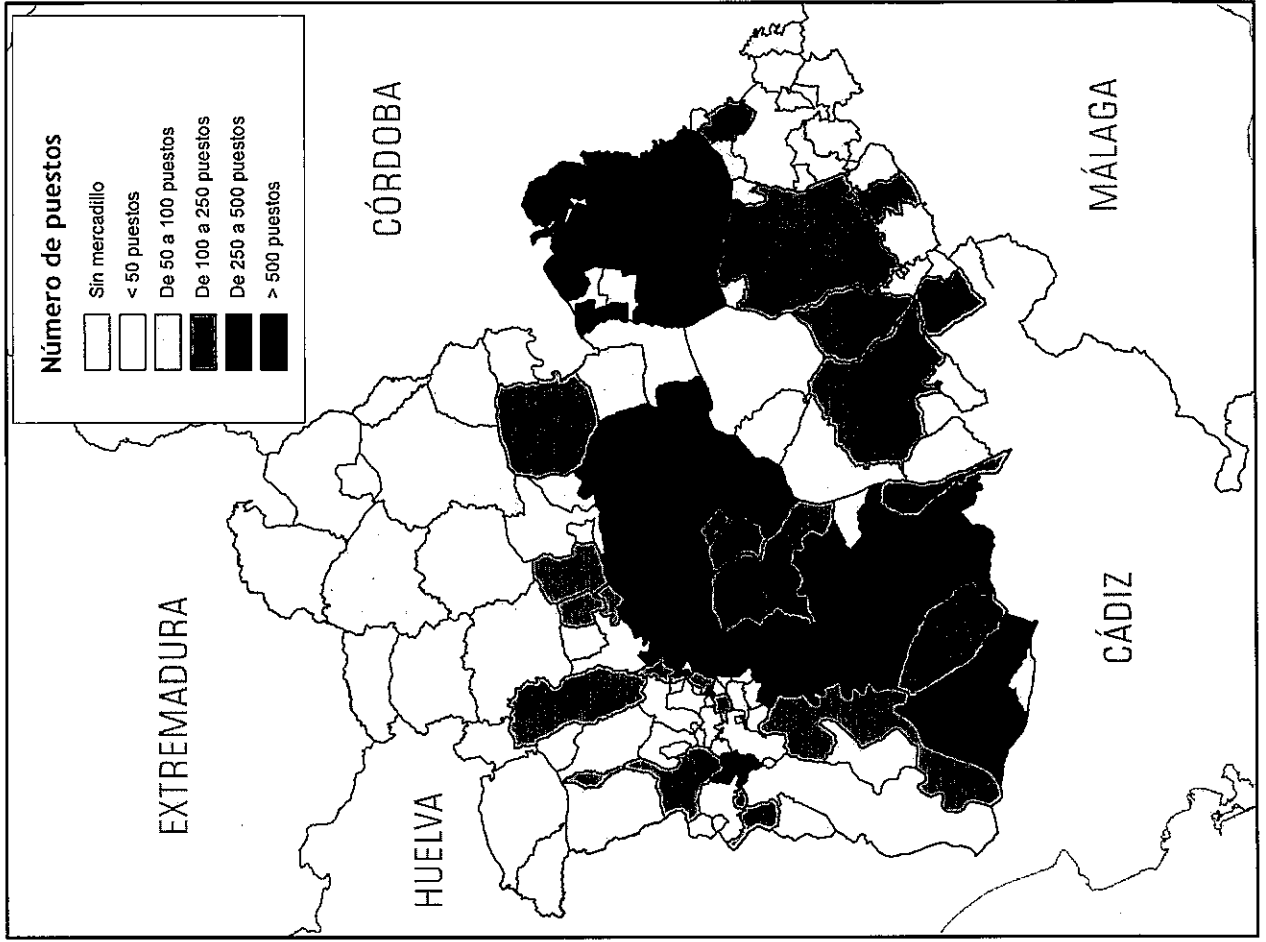 Número de puestos
Sin mercadillo
< 50 puestos
De 50 a 100 puestos
De 100 a 250 puestos
De 250 a 500 puestos
> 500 puestos
EXTREMADURA
CÓRDOBA
HUELVA
CÁDIZ
MÁLAGA